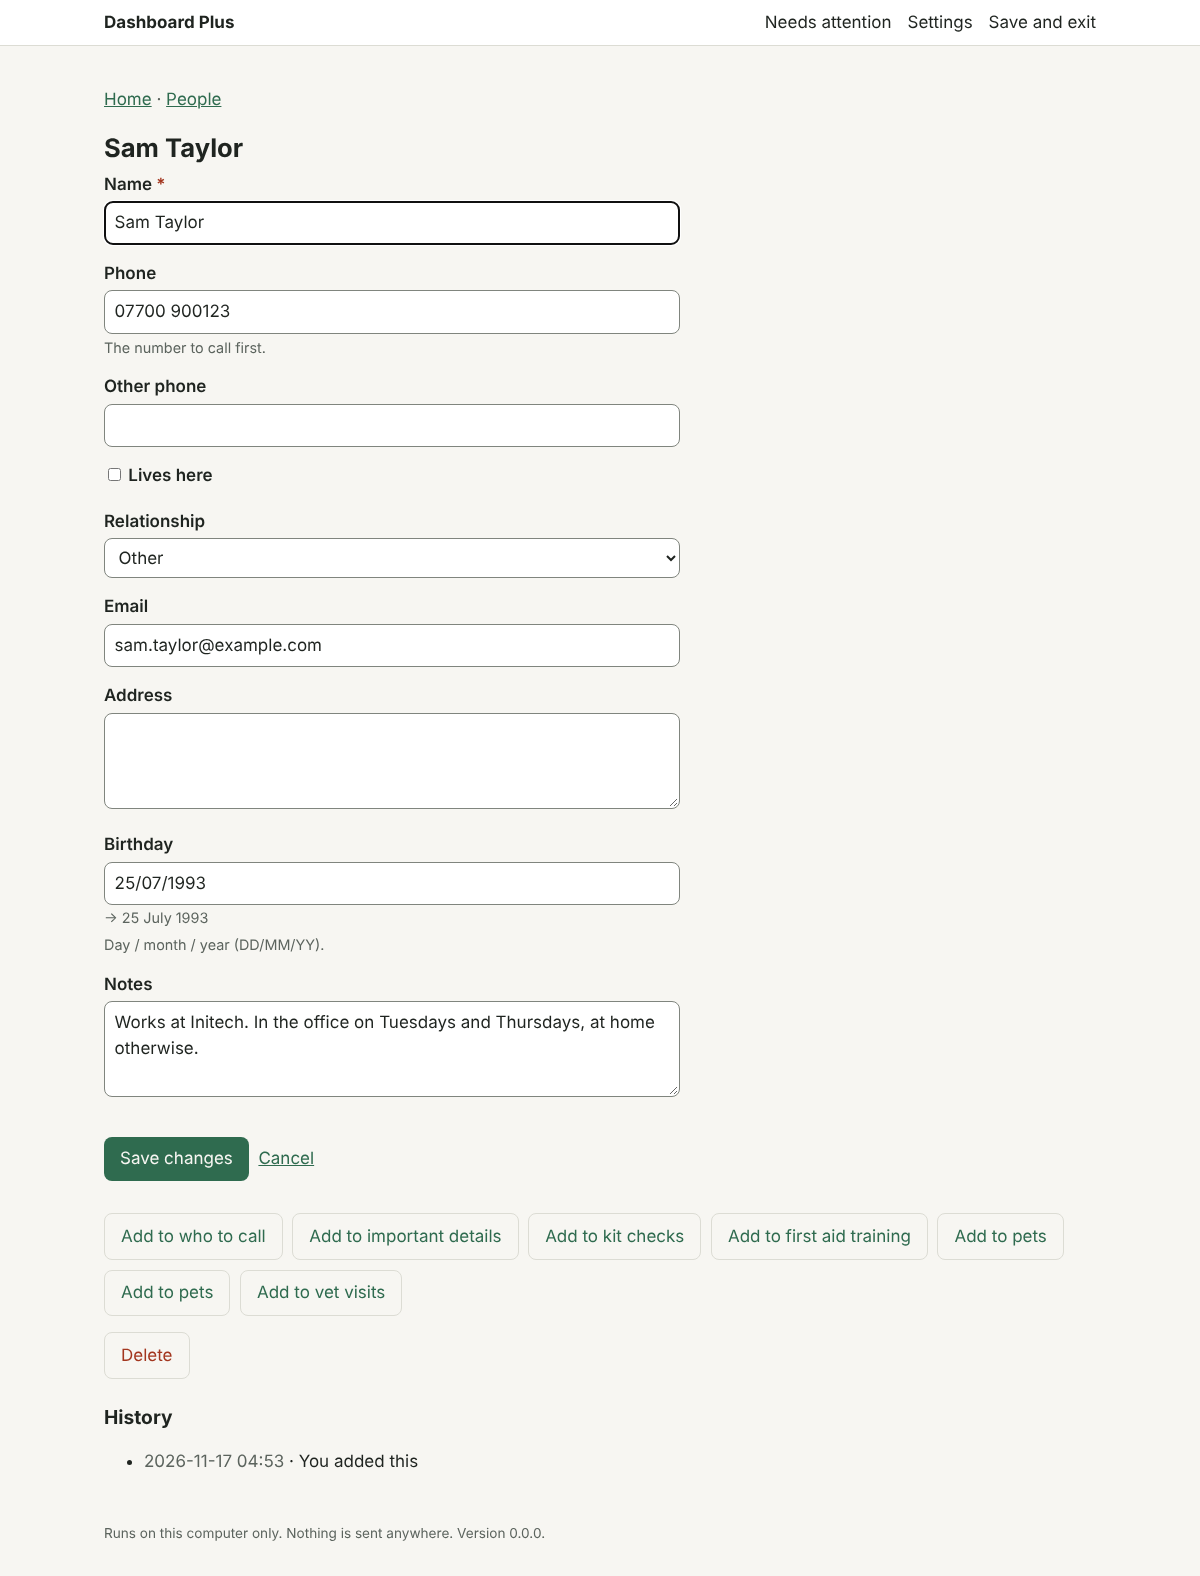 Dashboard Plus
Needs attention Settings Save and exit
Home · People
Sam Taylor
Name *
Sam Taylor
Phone
07700 900123
The number to call first.
Other phone
Lives here
Relationship
Other
Email
sam.taylor@example.com
Address
Birthday
25/07/1993
→ 25 July 1993
Day / month / year (DD/MM/YY).
Notes
Works at Initech. In the office on Tuesdays and Thursdays, at home
otherwise.
Save changes Cancel
Add to who to call Add to important details Add to kit checks Add to first aid training Add to pets
Add to pets Add to vet visits
Delete
History
• 2026-11-17 04:53 · You added this
Runs on this computer only. Nothing is sent anywhere. Version 0.0.0.